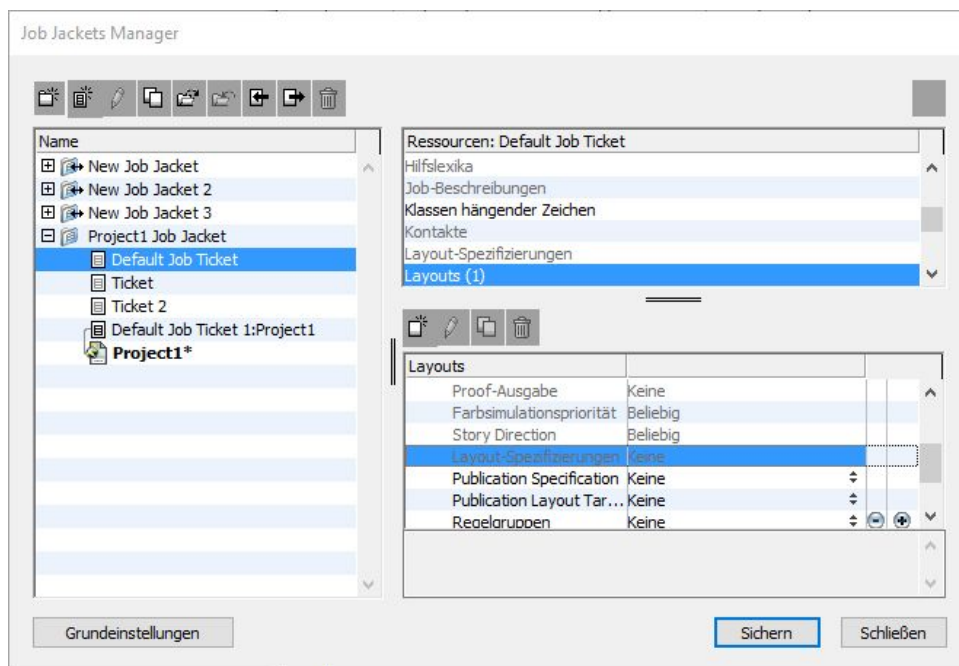 Job Jackets Manager
Name
New Job Jacket
New Job Jacket 2
New Job Jacket 3
Project1 Job Jacket
Default Job Ticket
Ticket
Ticket 2
Default Job Ticket 1:Project1
Project1*
Ressourcen: Default Job Ticket
Hilfslexika
Job-Beschreibungen
Klassen hängender Zeichen
Kontakte
Layout-Spezifizierungen
Layouts (1)
Layouts
Proof-Ausgabe Keine
Farbsimulationspriorität Beliebig
Story Direction Beliebig
Layout-Spezifizierungen Keine
Publication Specification Keine
Publication Layout Tar... Keine
Regelgruppen Keine
Grundeinstellungen
Sichern
Schließen